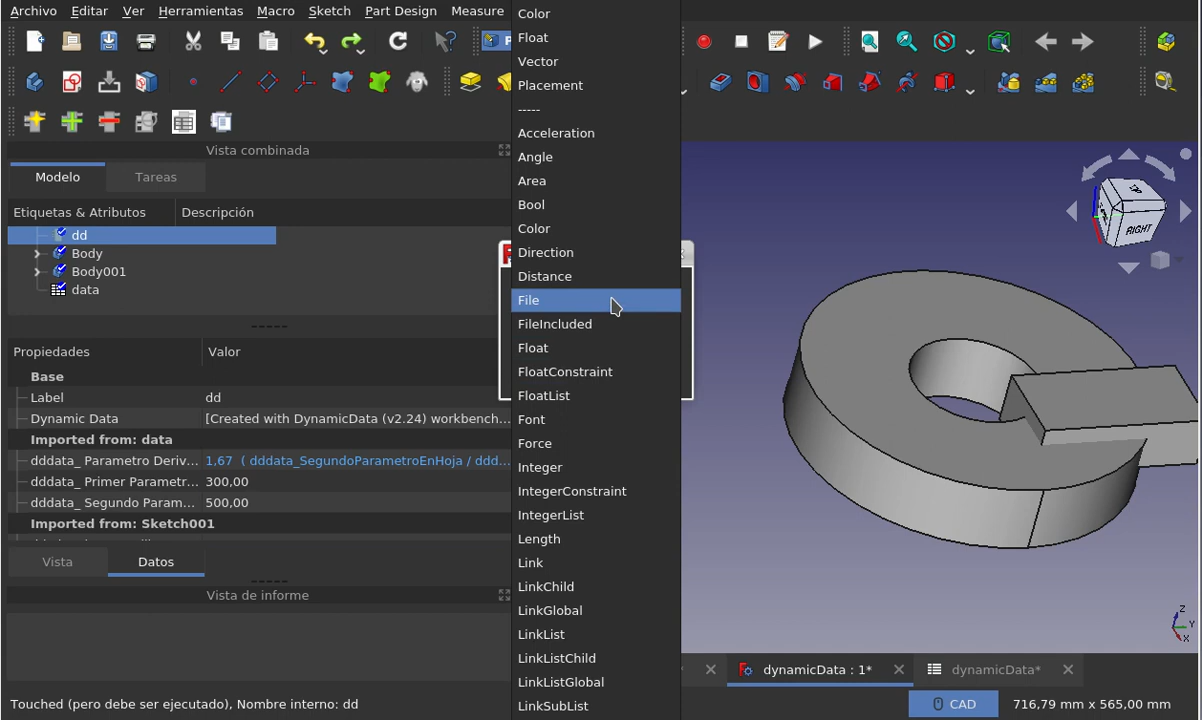 Archivo Editar Ver Herramientas Macro Sketch Part Design Measure
Vista combinada
Modelo Tareas
Etiquetas & Atributos Descripción
dd
Body
Body001
data
Propiedades Valor
Base
Label dd
Dynamic Data [Created with DynamicData (v2.24) workbench...
Imported from: data
dddata_ Parametro Deriv... 1,67 ( dddata_SegundoParametroEnHoja / ddd...
dddata_ Primer Parametr... 300,00
dddata_ Segundo Param... 500,00
Imported from: Sketch001
Vista Datos
Vista de informe
Touched (pero debe ser ejecutado), Nombre interno: dd
Color
Float
Vector
Placement
-----
Acceleration
Angle
Area
Bool
Color
Direction
Distance
File
FileIncluded
Float
FloatConstraint
FloatList
Font
Force
Integer
IntegerConstraint
IntegerList
Length
Link
LinkChild
LinkGlobal
LinkList
LinkListChild
LinkListGlobal
LinkSubList
RIGHT
Z
Y
X
dynamicData : 1* dynamicData*
CAD 716,79 mm x 565,00 mm